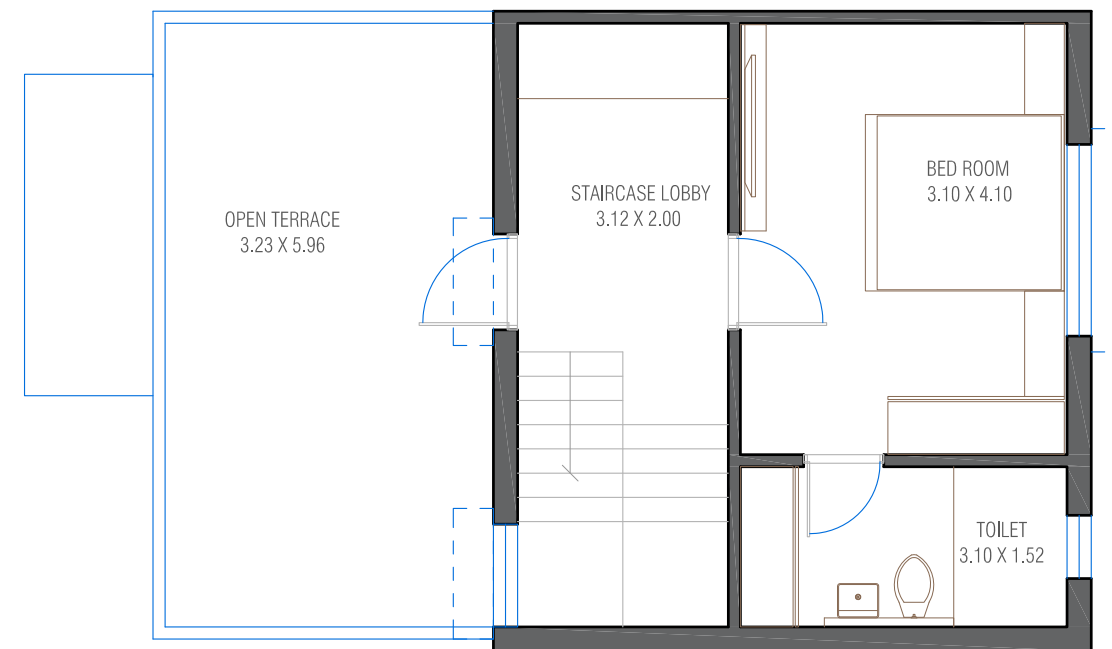 OPEN TERRACE
3.23 X 5.96
STAIRCASE LOBBY
3.12 X 2.00
BED ROOM
3.10 X 4.10
TOILET
3.10 X 1.52